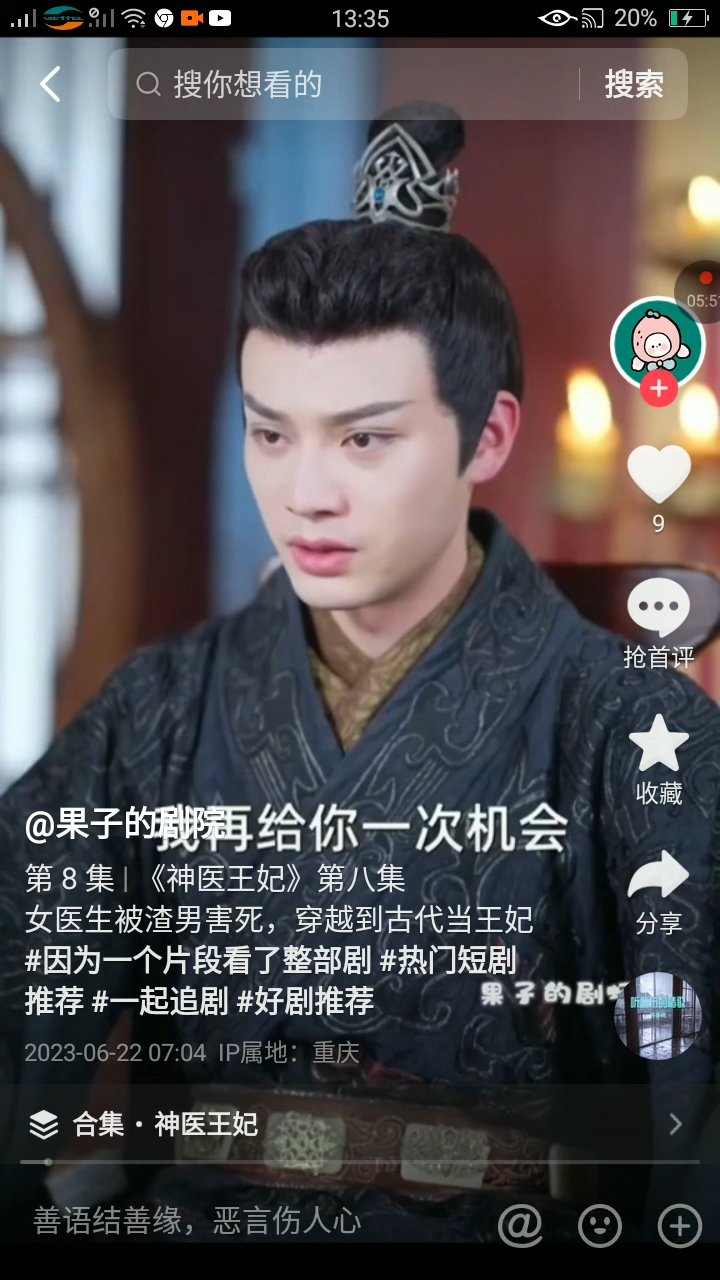 VIETTEL
13:35
20%
搜你想看的
搜索
05:5
9
抢首评
收藏
分享
@果子的剧院
我再给你一次机会
第 8 集 | 《神医王妃》第八集
女医生被渣男害死，穿越到古代当王妃
#因为一个片段看了整部剧 #热门短剧
推荐 #一起追剧 #好剧推荐
果子的剧
2023-06-22 07:04 IP属地：重庆
合集 · 神医王妃
善语结善缘，恶言伤人心